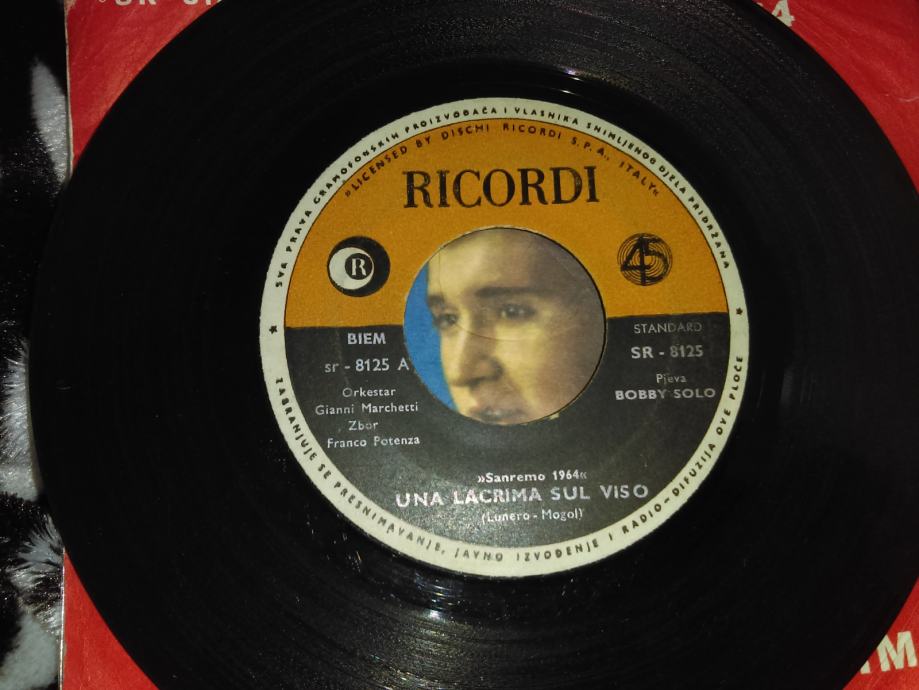 SVA PRAVA GRAMOFONSKIH PROIZVOĐAČA I VLASNIKA SNIMLJENOG DJELA PRIDRŽANA
»LICENSED BY DISCHI RICORDI S.P.A., ITALY«
RICORDI
R
45
BIEM
STANDARD
sr - 8125 A
SR - 8125
Orkestar
Gianni Marchetti
Zbor
Franco Potenza
Pjeva
BOBBY SOLO
»Sanremo 1964«
UNA LACRIMA SUL VISO
(Lunero - Mogol)
ZABRANJUJE SE PRESNIMAVANJE, JAVNO IZVOĐENJE I RADIO-DIFUZIJA OVE PLOČE